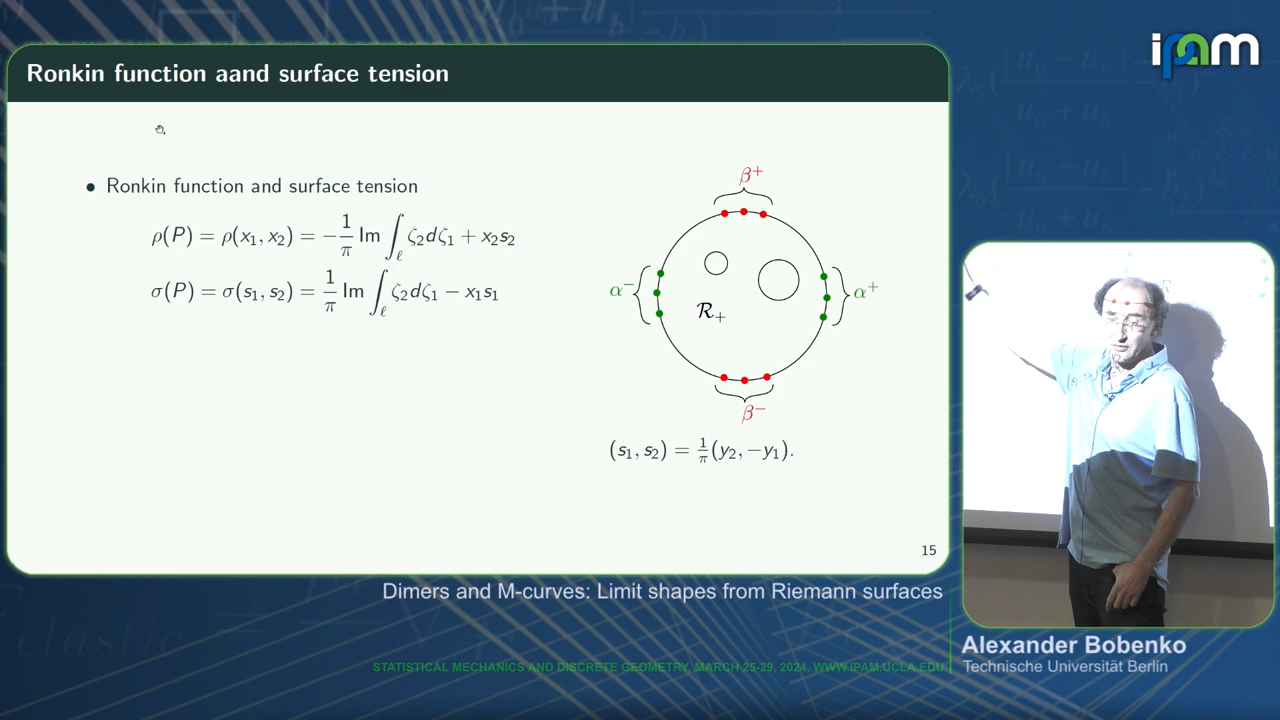 ipam
Ronkin function aand surface tension
• Ronkin function and surface tension
ρ(P) = ρ(x₁, x₂) = −1/π Im ∫_ℓ ζ₂dζ₁ + x₂s₂
σ(P) = σ(s₁, s₂) = 1/π Im ∫_ℓ ζ₂dζ₁ − x₁s₁
β⁺
α⁻
α⁺
ℛ₊
β⁻
(s₁, s₂) = 1/π(y₂, −y₁).
15
Dimers and M-curves: Limit shapes from Riemann surfaces
Alexander Bobenko
Technische Universität Berlin
STATISTICAL MECHANICS AND DISCRETE GEOMETRY, MARCH 25-29, 2024, WWW.IPAM.UCLA.EDU